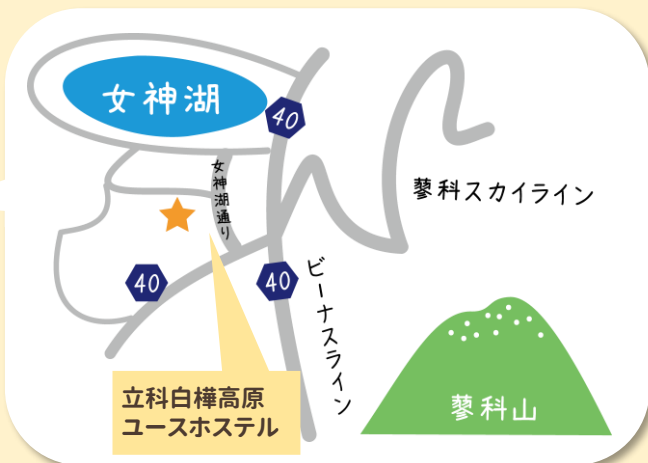 女神湖
40
女神湖通り
蓼科スカイライン
40
40
ビーナスライン
立科白樺高原
ユースホステル
蓼科山